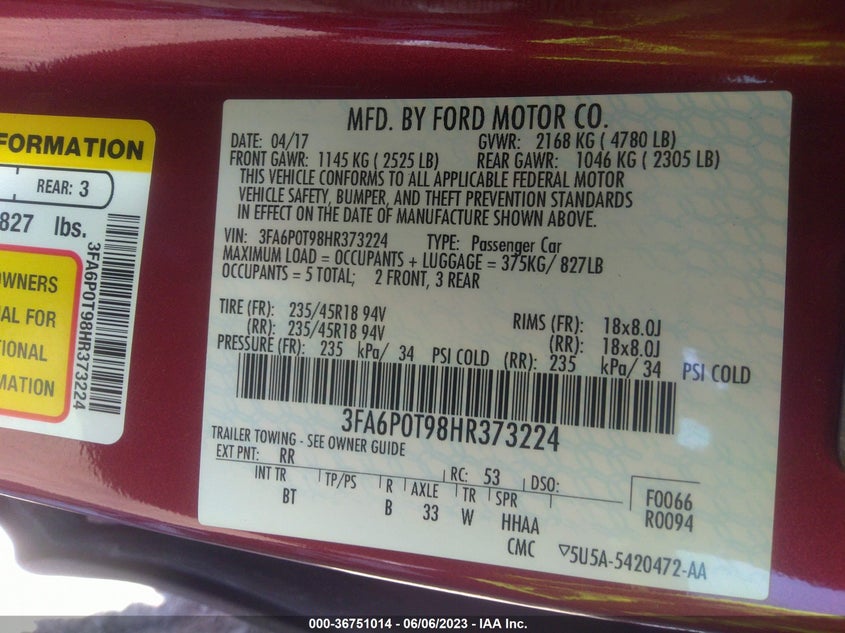 FORMATION
REAR: 3
827 lbs.
OWNERS
AL FOR
TIONAL
MATION
3FA6P0T98HR373224
MFD. BY FORD MOTOR CO.
DATE: 04/17 GVWR: 2168 KG ( 4780 LB)
FRONT GAWR: 1145 KG ( 2525 LB) REAR GAWR: 1046 KG ( 2305 LB)
THIS VEHICLE CONFORMS TO ALL APPLICABLE FEDERAL MOTOR
VEHICLE SAFETY, BUMPER, AND THEFT PREVENTION STANDARDS
IN EFFECT ON THE DATE OF MANUFACTURE SHOWN ABOVE.
VIN: 3FA6P0T98HR373224 TYPE: Passenger Car
MAXIMUM LOAD = OCCUPANTS + LUGGAGE = 375KG/ 827LB
OCCUPANTS = 5 TOTAL; 2 FRONT, 3 REAR
TIRE (FR): 235/45R18 94V RIMS (FR): 18x8.0J
(RR): 235/45R18 94V (RR): 18x8.0J
PRESSURE (FR): 235 kPa/ 34 PSI COLD (RR): 235 kPa/ 34 PSI COLD
3FA6P0T98HR373224
TRAILER TOWING - SEE OWNER GUIDE
EXT PNT: RR RC: 53 DSO:
INT TR TP/PS R AXLE TR SPR F0066
BT B 33 W HHAA R0094
CMC ▽5U5A-5420472-AA
000-36751014 - 06/06/2023 - IAA Inc.